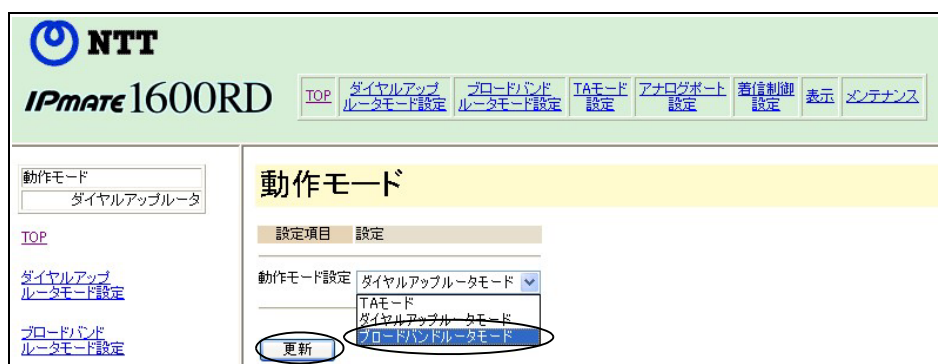 NTT
IPmate1600RD
TOP
ダイヤルアップ
ルータモード設定
ブロードバンド
ルータモード設定
TAモード
設定
アナログポート
設定
着信制御
設定
表示
メンテナンス
動作モード
ダイヤルアップルータ
TOP
ダイヤルアップ
ルータモード設定
ブロードバンド
ルータモード設定
動作モード
設定項目 設定
動作モード設定 ダイヤルアップルータモード
TAモード
ダイヤルアップルータモード
ブロードバンドルータモード
更新